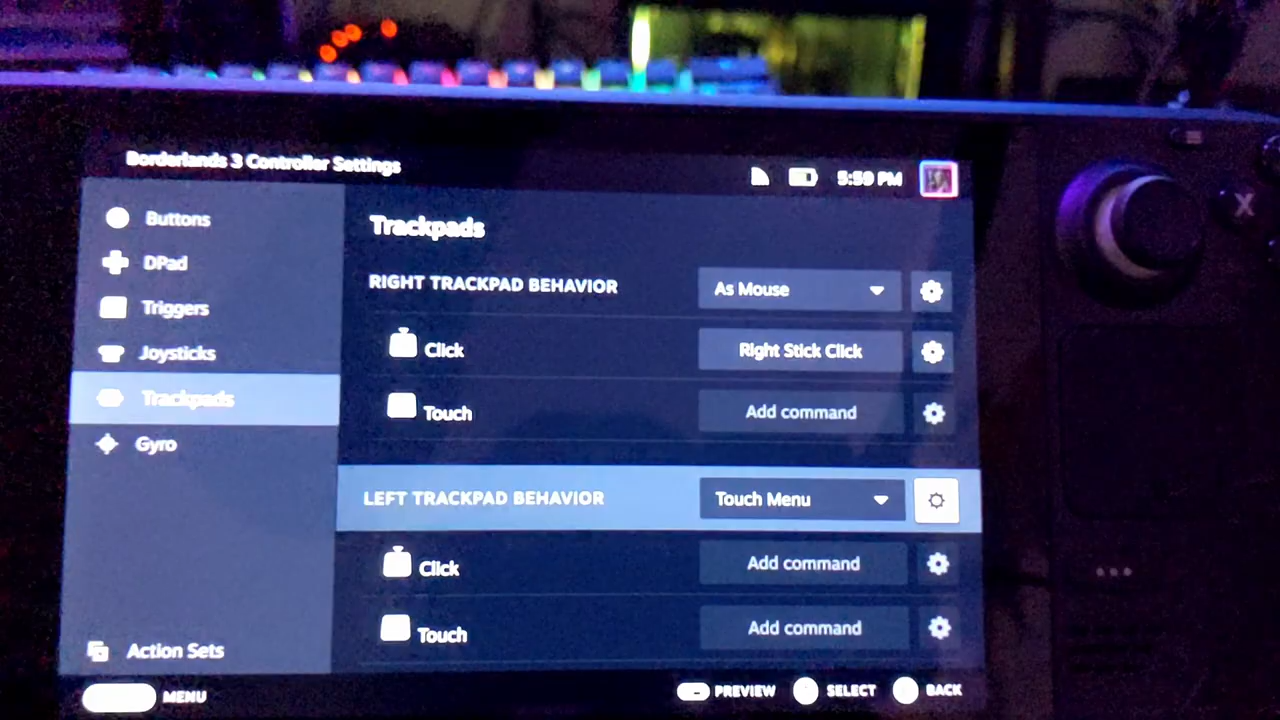 Borderlands 3 Controller Settings
5:59 PM
X
Buttons
DPad
Triggers
Joysticks
Trackpads
Gyro
Action Sets
Trackpads
RIGHT TRACKPAD BEHAVIOR
As Mouse
Click
Right Stick Click
Touch
Add command
LEFT TRACKPAD BEHAVIOR
Touch Menu
Click
Add command
Touch
Add command
MENU
PREVIEW
SELECT
BACK